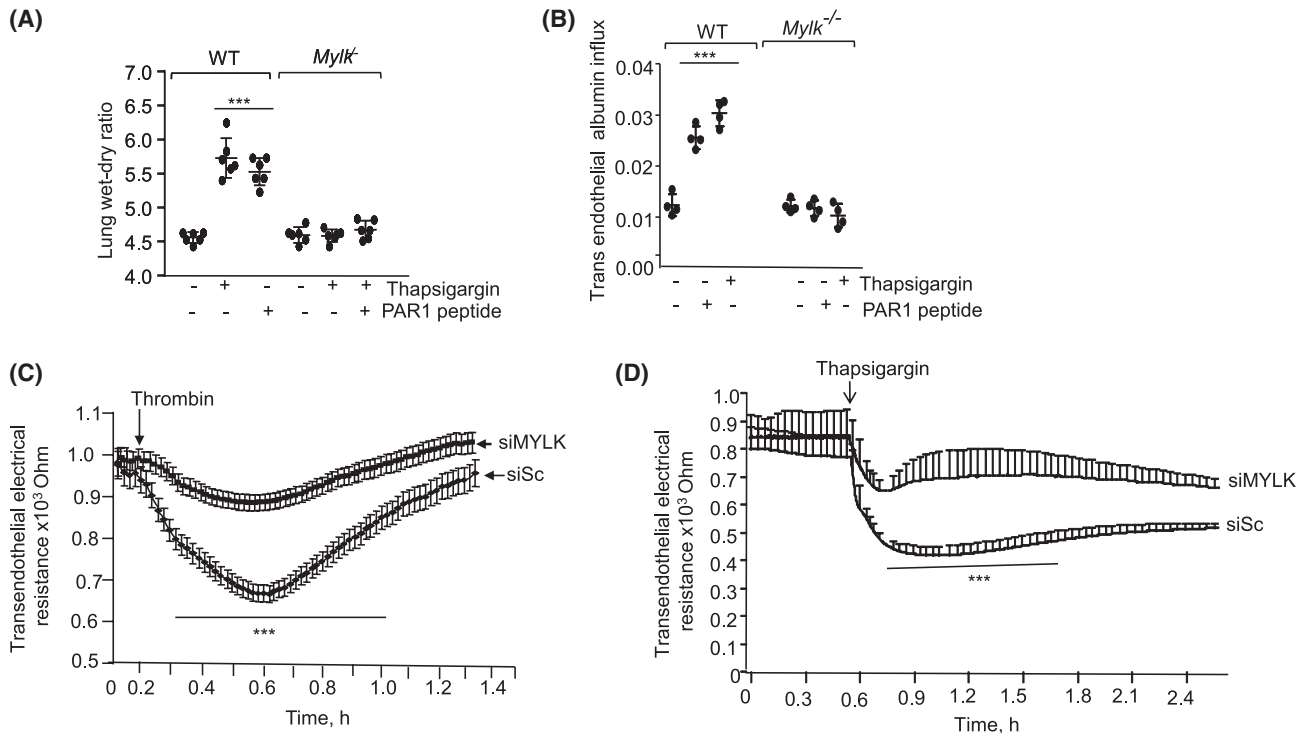 (A)
WT
Mylk-/-
***
Lung wet-dry ratio
7.0
6.5
6.0
5.5
5.0
4.5
4.0
- + - - + +
Thapsigargin
- - + - - +
PAR1 peptide
(B)
WT
Mylk-/-
***
Trans endothelial albumin influx
0.04
0.03
0.02
0.01
0.00
- - + - - +
Thapsigargin
- + - + 
PAR1 peptide
(C)
Thrombin
Transendothelial electrical
resistance x10³ Ohm
1.1
1.0
0.9
0.8
0.7
0.6
0.5
siMYLK
siSc
***
0 0.2 0.4 0.6 0.8 1.0 1.2 1.4
Time, h
(D)
Thapsigargin
Transendothelial electrical
resistance x10³ Ohm
1.0
0.9
0.8
0.7
0.6
0.5
0.4
0.3
0.2
0.1
0
siMYLK
siSc
***
0 0.3 0.6 0.9 1.2 1.5 1.8 2.1 2.4
Time, h